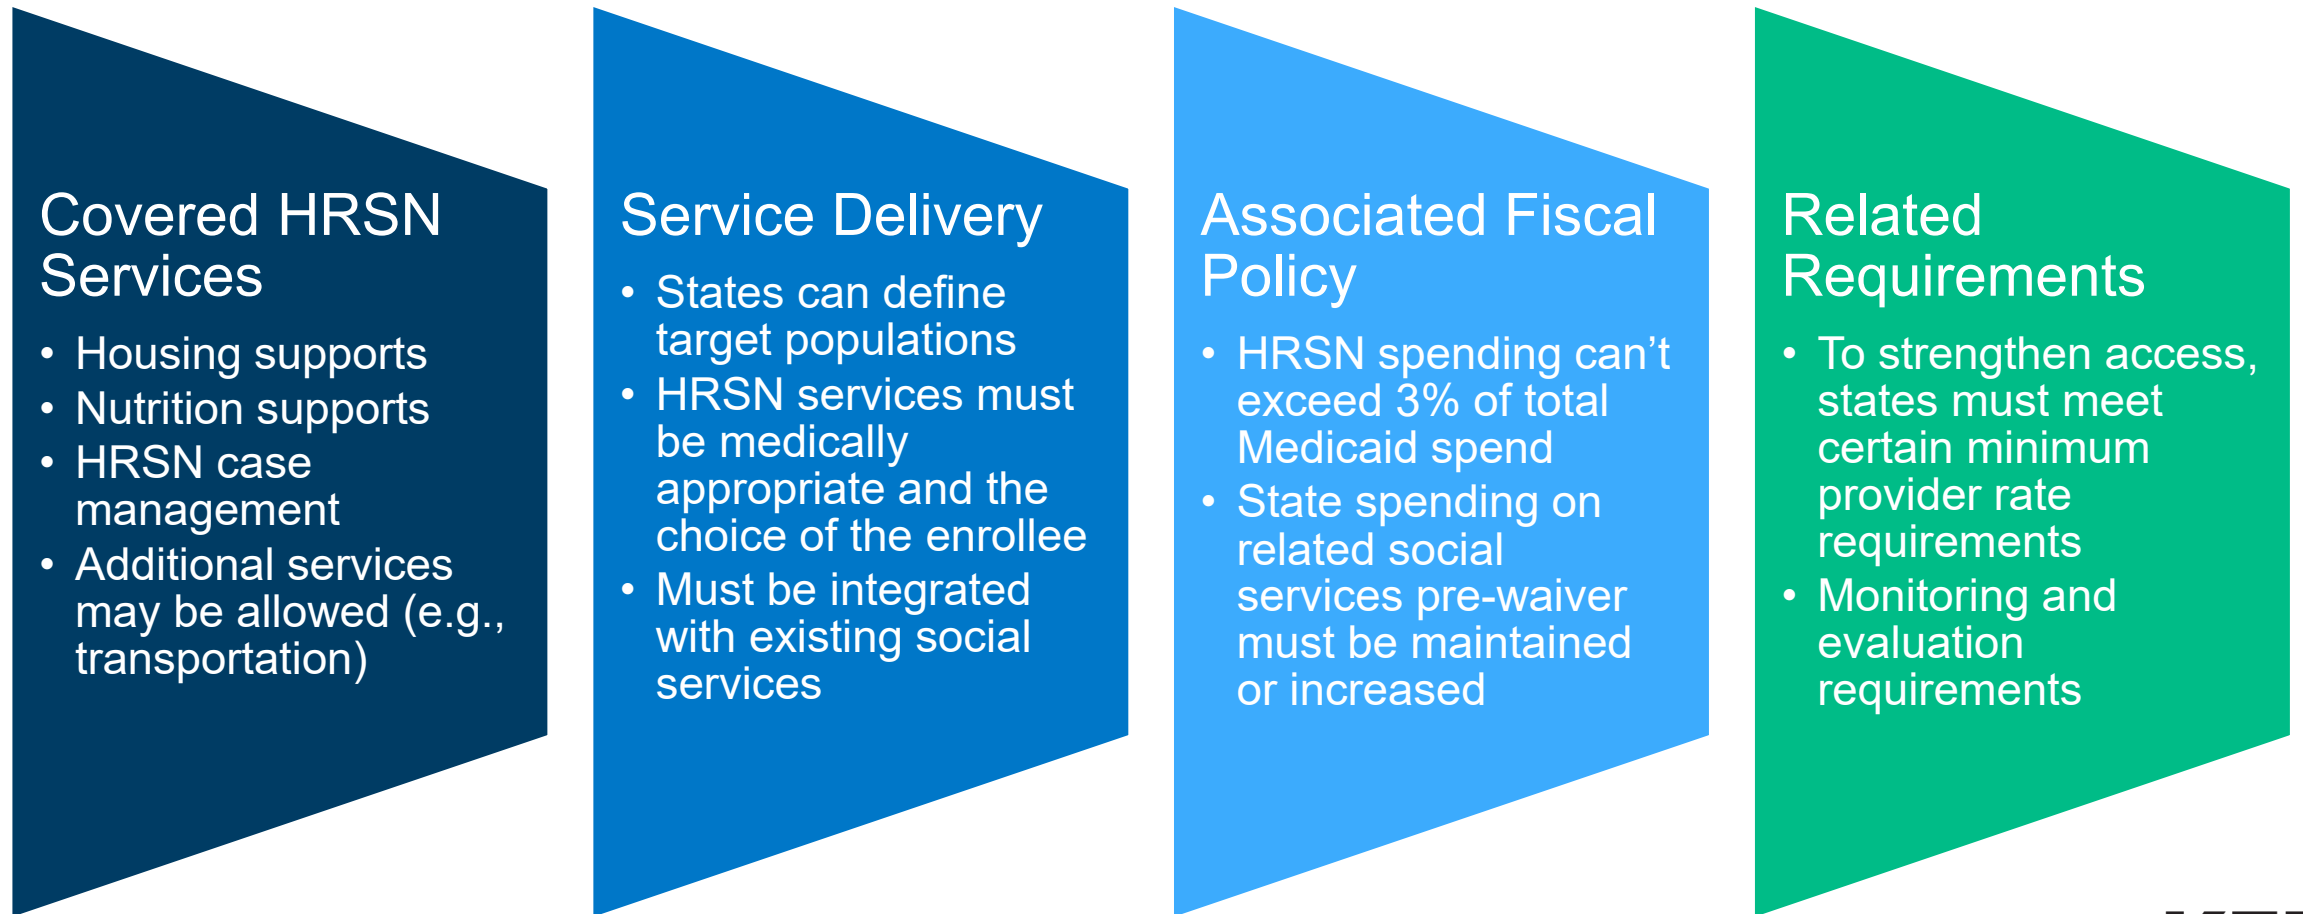 Covered HRSN
Services
• Housing supports
• Nutrition supports
• HRSN case
management
• Additional services
may be allowed (e.g.,
transportation)
Service Delivery
• States can define
target populations
• HRSN services must
be medically
appropriate and the
choice of the enrollee
• Must be integrated
with existing social
services
Associated Fiscal
Policy
• HRSN spending can’t
exceed 3% of total
Medicaid spend
• State spending on
related social
services pre-waiver
must be maintained
or increased
Related
Requirements
• To strengthen access,
states must meet
certain minimum
provider rate
requirements
• Monitoring and
evaluation
requirements